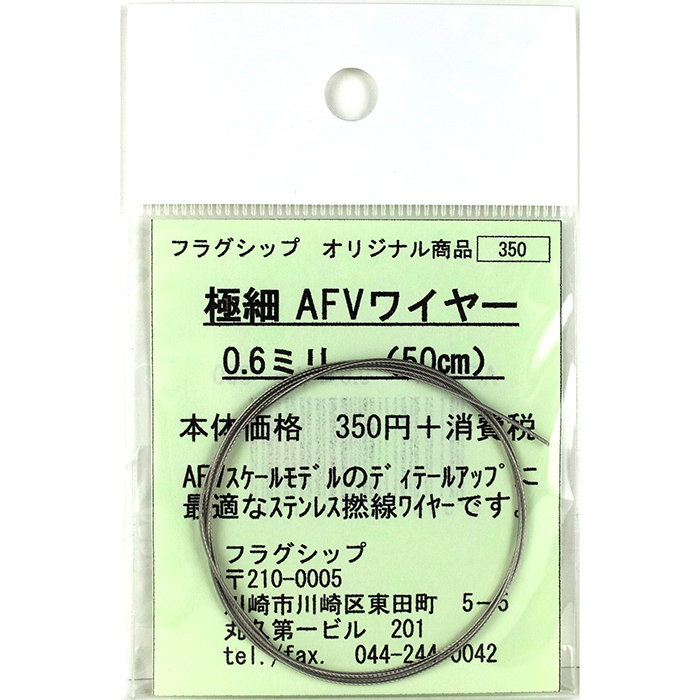 フラグシップ オリジナル商品 350
極細 AFVワイヤー
0.6ミリ (50cm)
本体価格 350円＋消費税
AFVｽｹｰﾙﾓﾃﾞﾙのﾃﾞｨﾃｰﾙｱｯﾌﾟに
最適なｽﾃﾝﾚｽ撚線ﾜｲﾔｰです。
フラグシップ
〒210-0005
川崎市川崎区東田町 5-5
丸久第一ビル 201
tel./fax. 044-244-0042